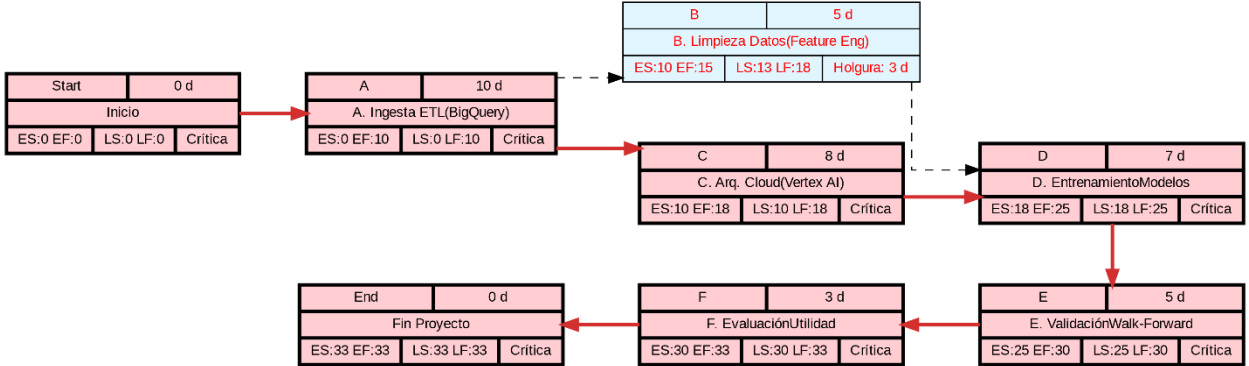 Start 0 d
Inicio
ES:0 EF:0 LS:0 LF:0 Crítica
A 10 d
A. Ingesta ETL(BigQuery)
ES:0 EF:10 LS:0 LF:10 Crítica
B 5 d
B. Limpieza Datos(Feature Eng)
ES:10 EF:15 LS:13 LF:18 Holgura: 3 d
C 8 d
C. Arq. Cloud(Vertex AI)
ES:10 EF:18 LS:10 LF:18 Crítica
D 7 d
D. EntrenamientoModelos
ES:18 EF:25 LS:18 LF:25 Crítica
E 5 d
E. ValidaciónWalk-Forward
ES:25 EF:30 LS:25 LF:30 Crítica
F 3 d
F. EvaluaciónUtilidad
ES:30 EF:33 LS:30 LF:33 Crítica
End 0 d
Fin Proyecto
ES:33 EF:33 LS:33 LF:33 Crítica